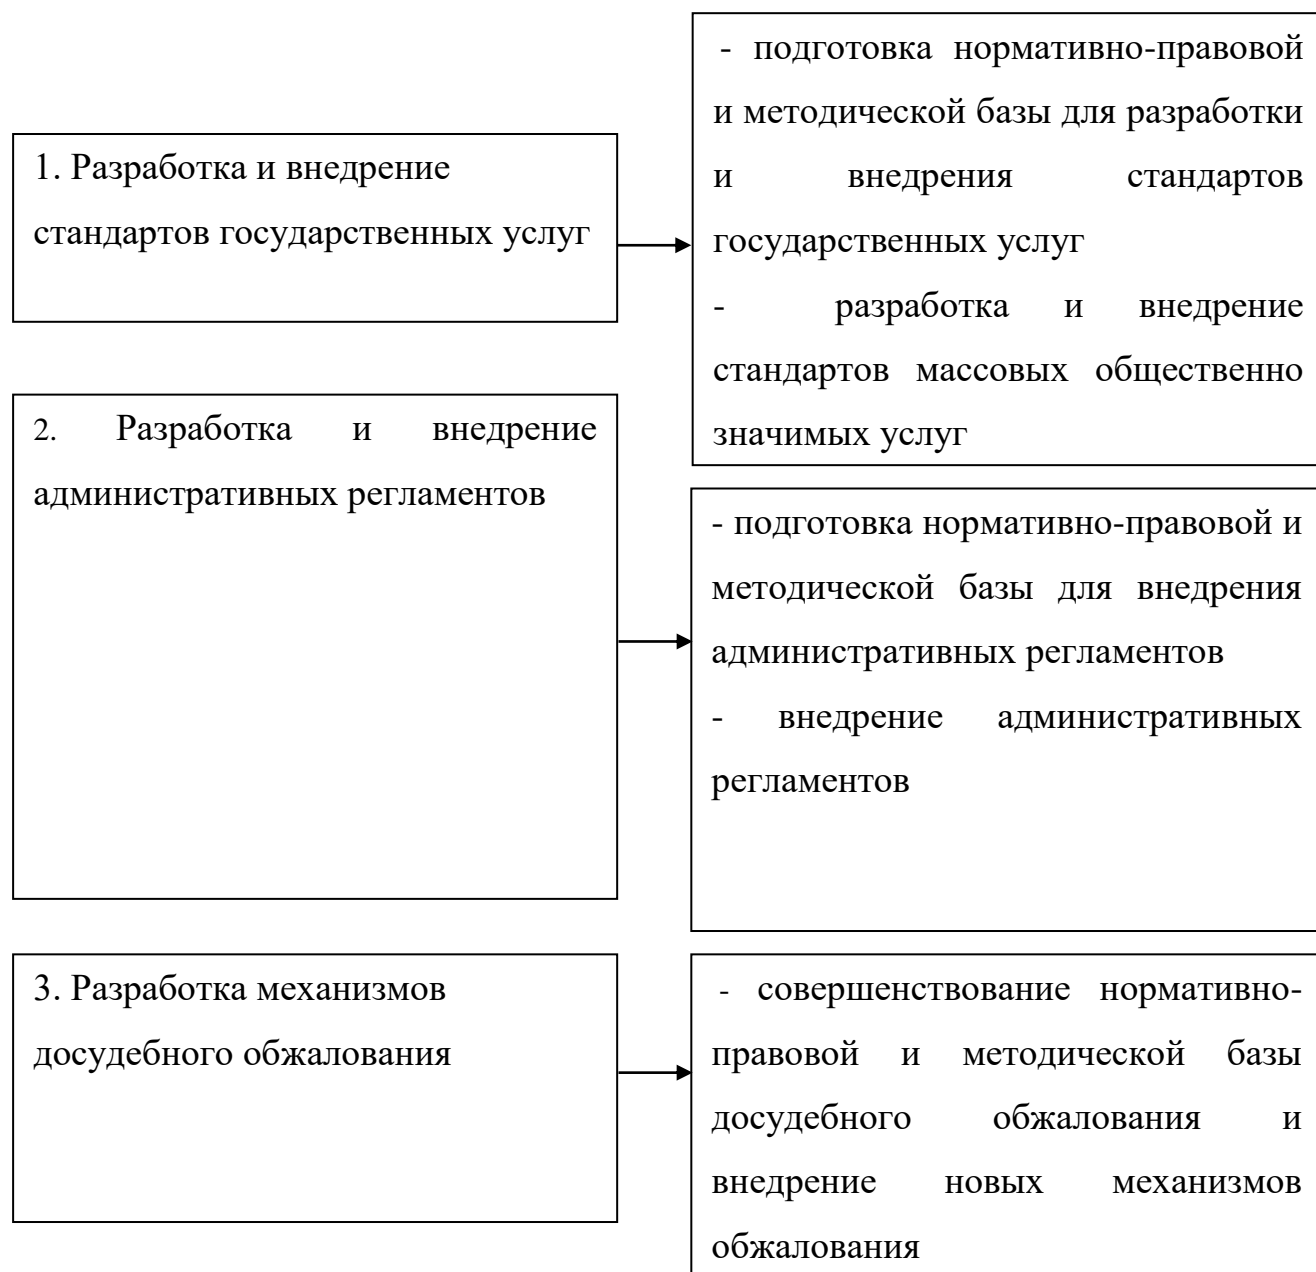 1. Разработка и внедрение
стандартов государственных услуг
- подготовка нормативно-правовой
и методической базы для разработки
и внедрения стандартов
государственных услуг
- разработка и внедрение
стандартов массовых общественно
значимых услуг
2. Разработка и внедрение
административных регламентов
- подготовка нормативно-правовой и
методической базы для внедрения
административных регламентов
- внедрение административных
регламентов
3. Разработка механизмов
досудебного обжалования
- совершенствование нормативно-
правовой и методической базы
досудебного обжалования и
внедрение новых механизмов
обжалования